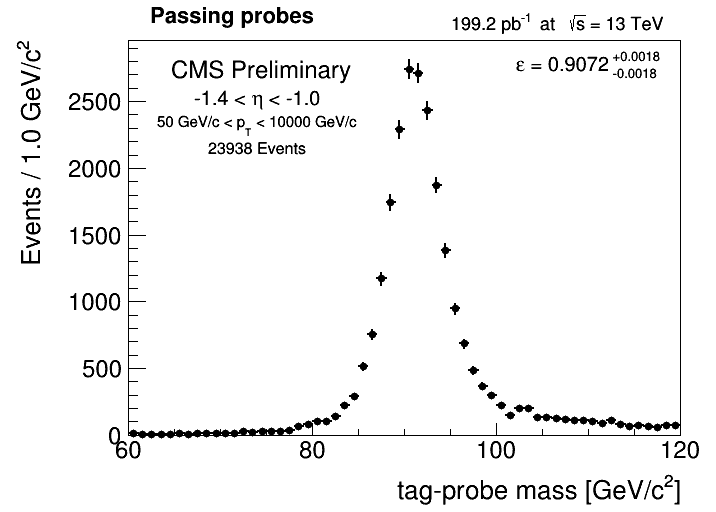 Passing probes
199.2 pb⁻¹ at √s = 13 TeV
CMS Preliminary
ε = 0.9072 +0.0018 -0.0018
-1.4 < η < -1.0
50 GeV/c < p_T < 10000 GeV/c
23938 Events
Events / 1.0 GeV/c²
2500
2000
1500
1000
500
0
60 80 100 120
tag-probe mass [GeV/c²]